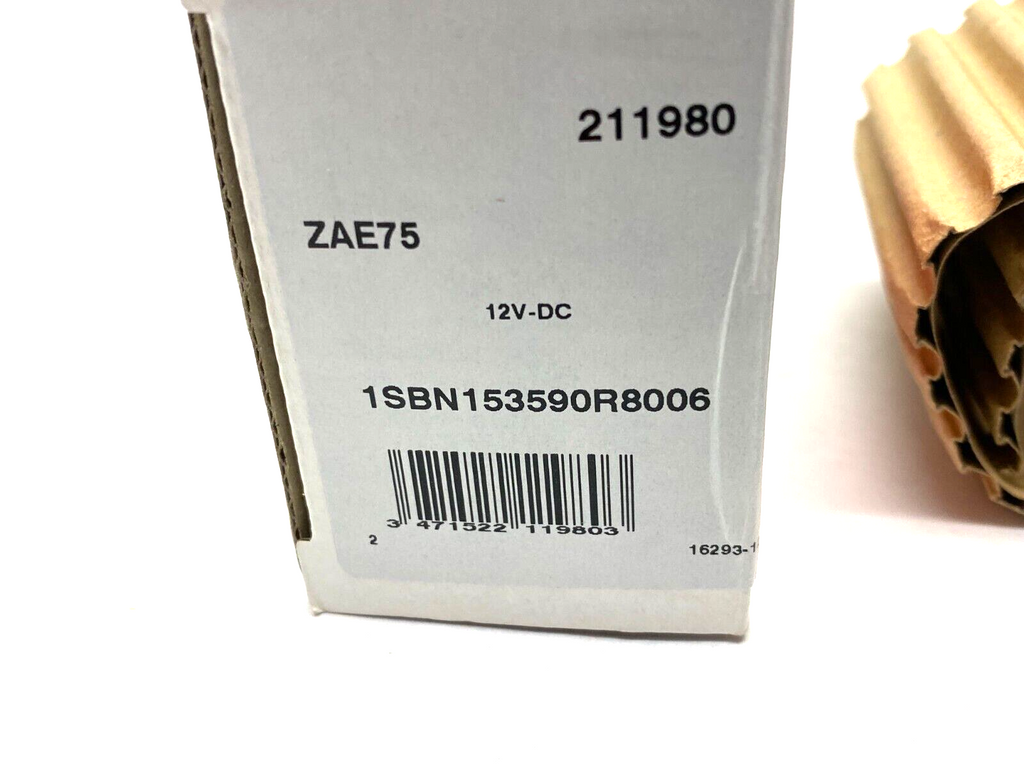 211980
ZAE75
12V-DC
1SBN153590R8006
3 471522 119803
2
16293-1